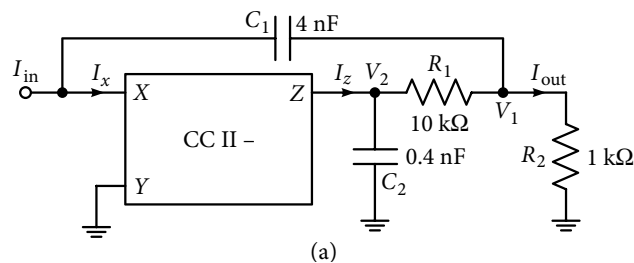 C1 4 nF
Iin Ix X Z Iz V2 R1 Iout
10 kΩ V1
CC II –
0.4 nF R2 1 kΩ
Y C2
(a)